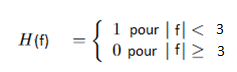 H(f) = { 1 pour | f| < 3
0 pour | f| ≥ 3